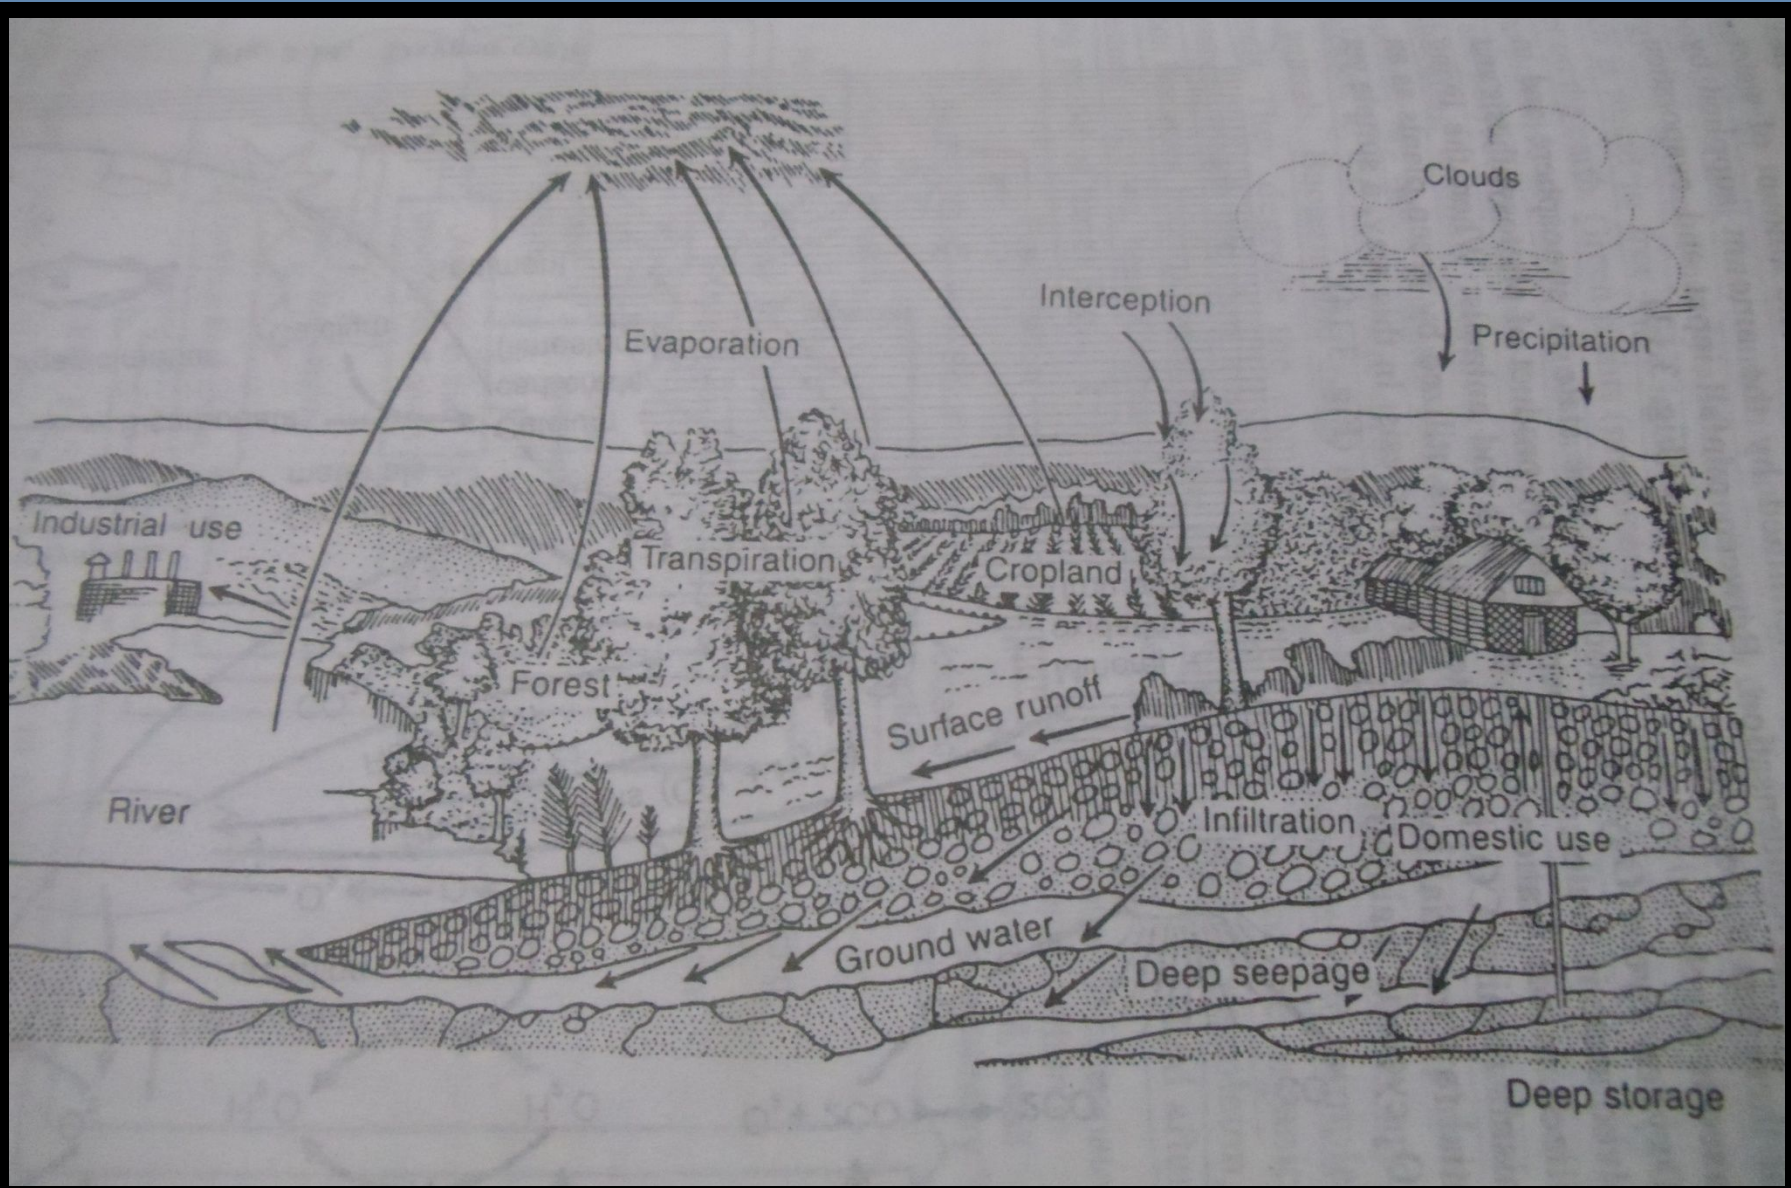 Clouds
Interception
Precipitation
Evaporation
Industrial use
Transpiration
Cropland
Forest
Surface runoff
River
Infiltration
Domestic use
Ground water
Deep seepage
Deep storage